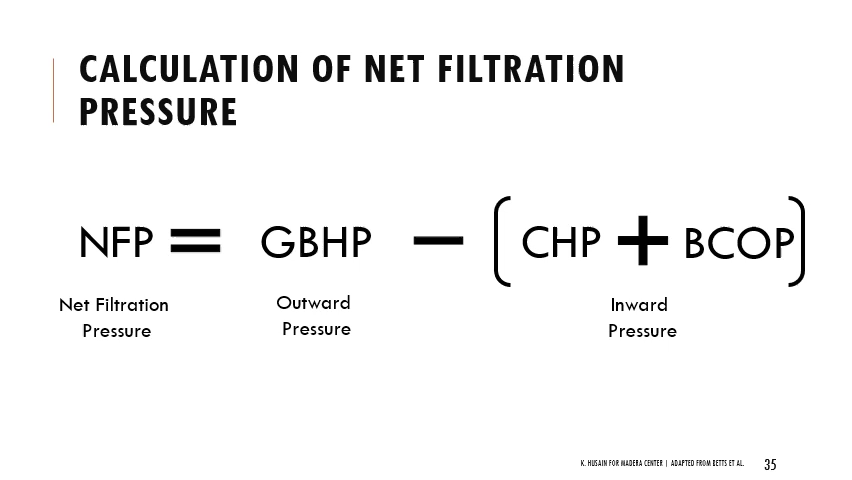 CALCULATION OF NET FILTRATION
PRESSURE
NFP = GBHP − (CHP + BCOP)
Net Filtration
Pressure
Outward
Pressure
Inward
Pressure
K. HUSAIN FOR MADERA CENTER | ADAPTED FROM BETTS ET AL.
35